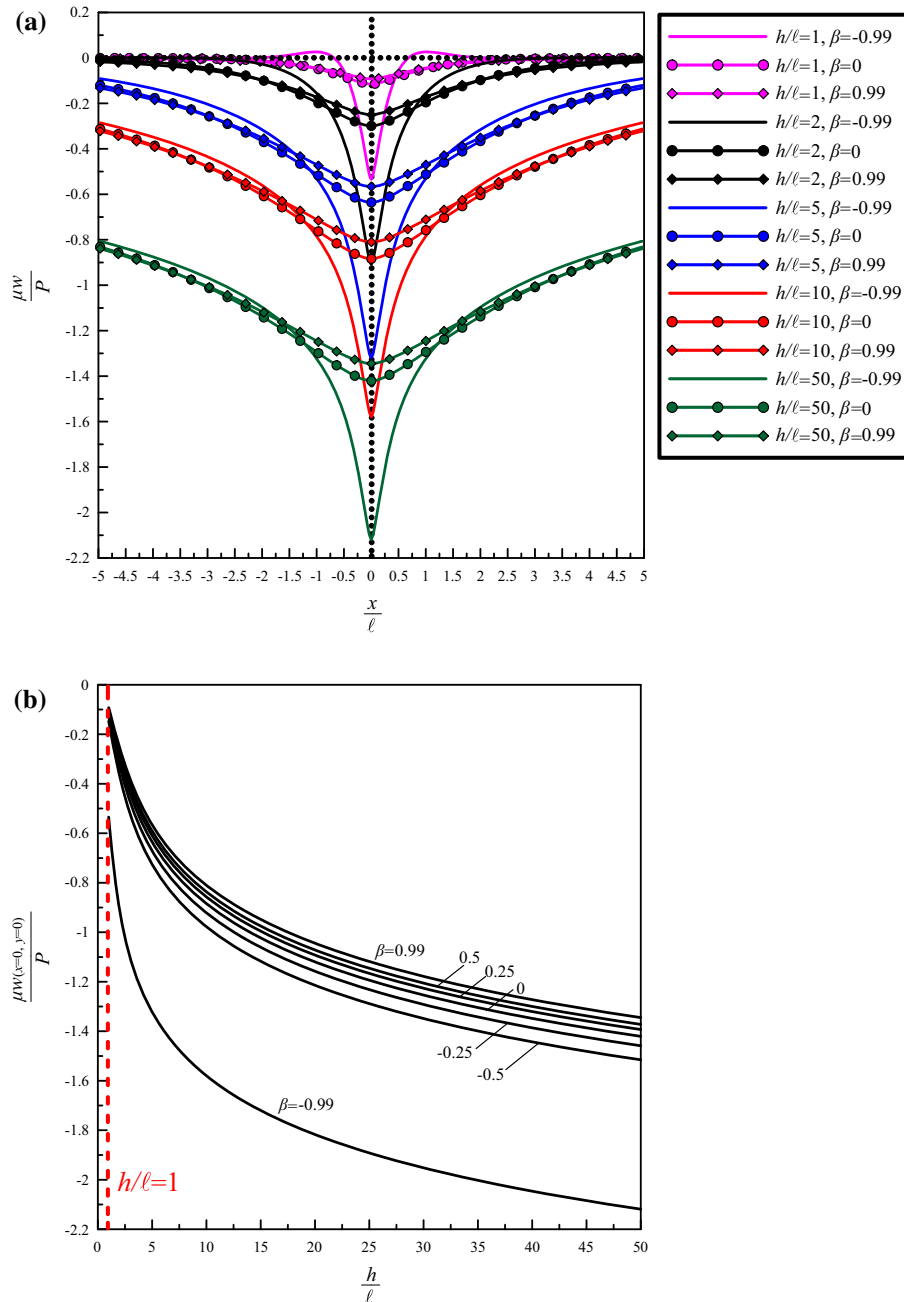 (a)
0.2
0
-0.2
-0.4
-0.6
-0.8
-1
-1.2
-1.4
-1.6
-1.8
-2
-2.2
μw
P
-5 -4.5 -4 -3.5 -3 -2.5 -2 -1.5 -1 -0.5 0 0.5 1 1.5 2 2.5 3 3.5 4 4.5 5
x
ℓ
h/ℓ=1, β=-0.99
h/ℓ=1, β=0
h/ℓ=1, β=0.99
h/ℓ=2, β=-0.99
h/ℓ=2, β=0
h/ℓ=2, β=0.99
h/ℓ=5, β=-0.99
h/ℓ=5, β=0
h/ℓ=5, β=0.99
h/ℓ=10, β=-0.99
h/ℓ=10, β=0
h/ℓ=10, β=0.99
h/ℓ=50, β=-0.99
h/ℓ=50, β=0
h/ℓ=50, β=0.99
(b)
0
-0.2
-0.4
-0.6
-0.8
-1
-1.2
-1.4
-1.6
-1.8
-2
-2.2
μw(x=0, y=0)
P
β=0.99
0.5
0.25
0
-0.25
-0.5
β=-0.99
h/ℓ=1
0 5 10 15 20 25 30 35 40 45 50
h
ℓ